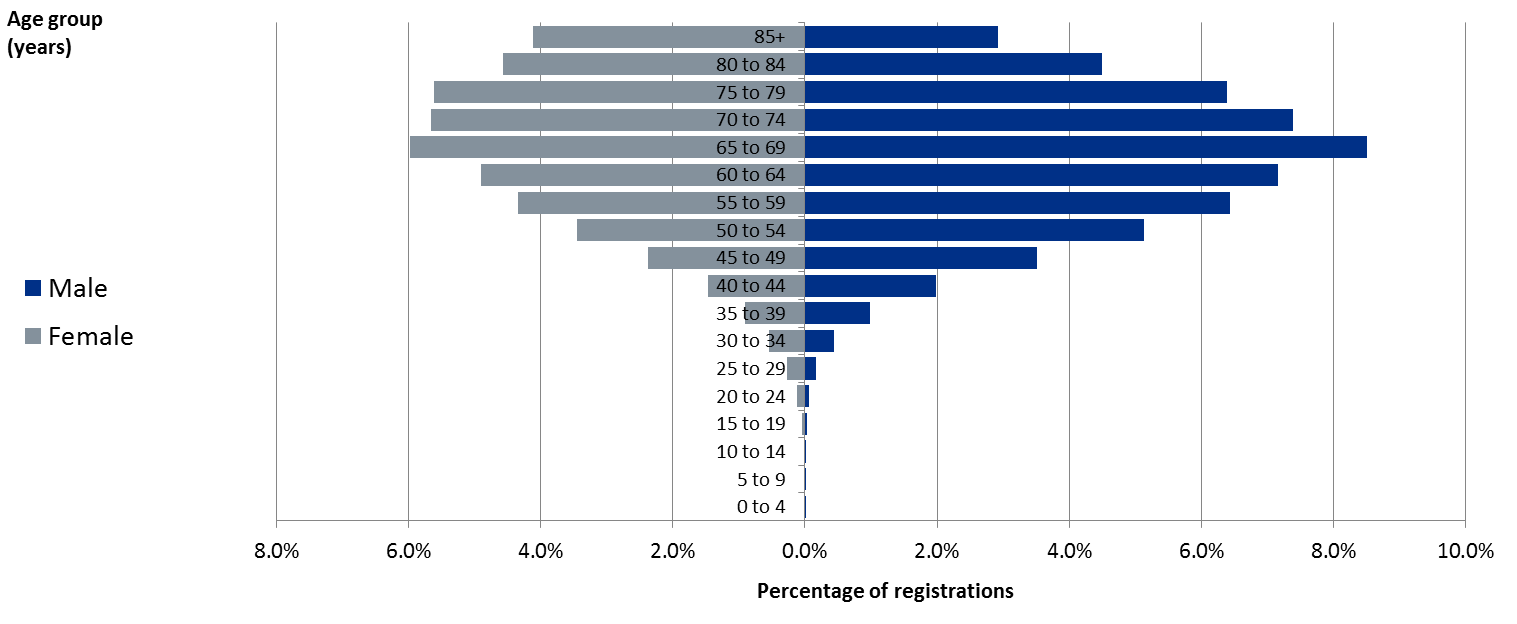 Age group
(years)
85+
80 to 84
75 to 79
70 to 74
65 to 69
60 to 64
55 to 59
50 to 54
45 to 49
40 to 44
35 to 39
30 to 34
25 to 29
20 to 24
15 to 19
10 to 14
5 to 9
0 to 4
Male
Female
8.0% 6.0% 4.0% 2.0% 0.0% 2.0% 4.0% 6.0% 8.0% 10.0%
Percentage of registrations